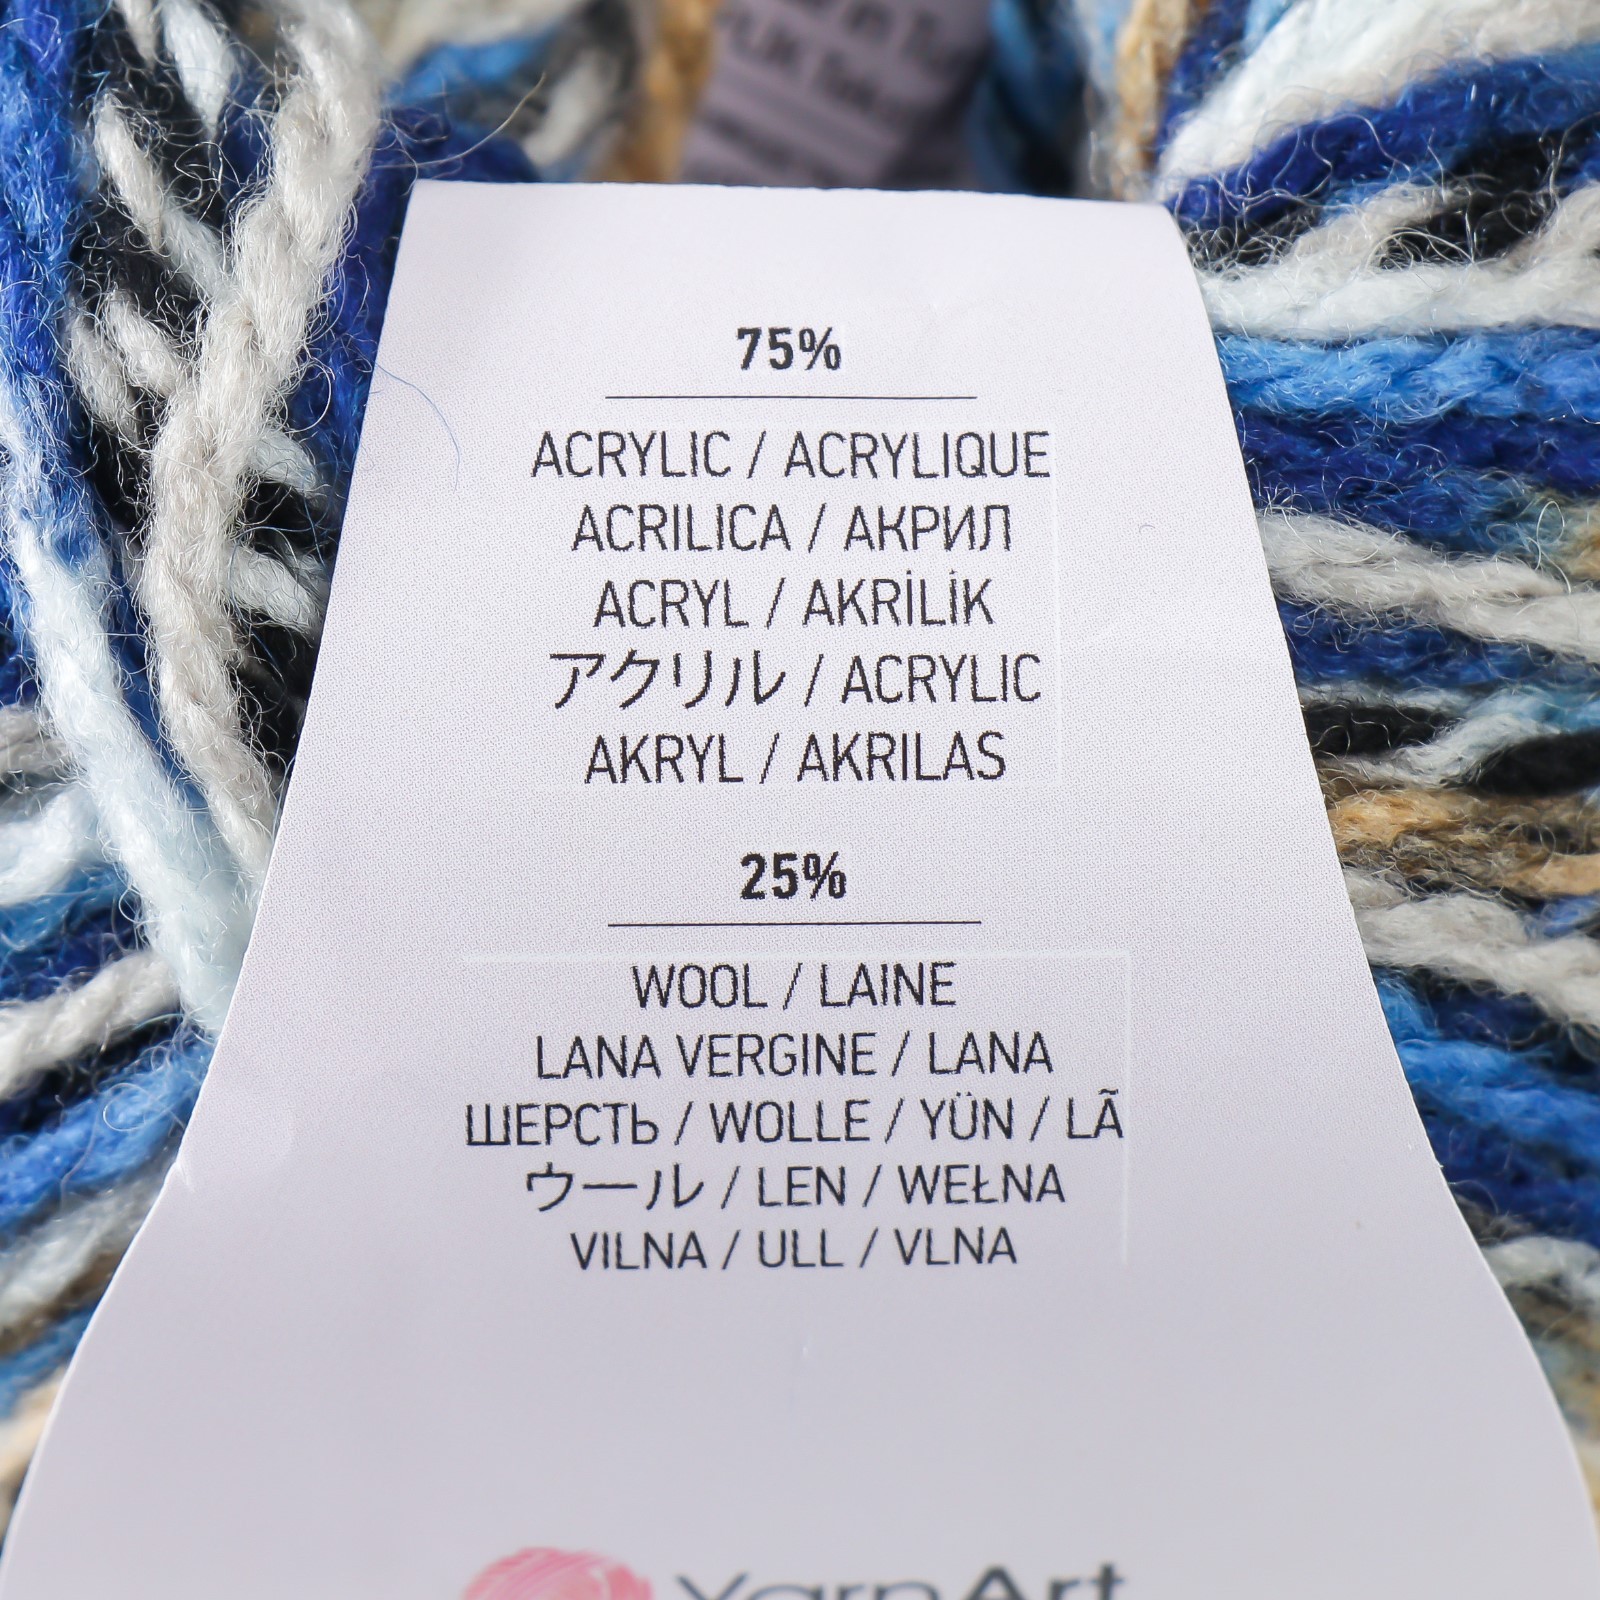 75%
ACRYLIC / ACRYLIQUE
ACRILICA / АКРИЛ
ACRYL / AKRİLİK
アクリル / ACRYLIC
AKRYL / AKRILAS
25%
WOOL / LAINE
LANA VERGINE / LANA
ШЕРСТЬ / WOLLE / YÜN / LÃ
ウール / LEN / WEŁNA
VILNA / ULL / VLNA
YarnArt